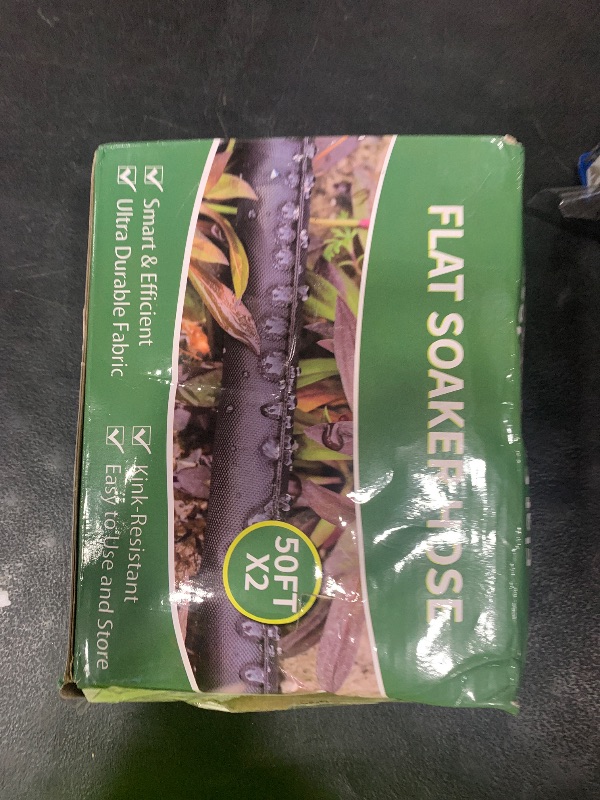 FLAT SOAKER HOSE
50FT
X2
Smart & Efficient
Ultra Durable Fabric
Kink-Resistant
Easy to Use and Store